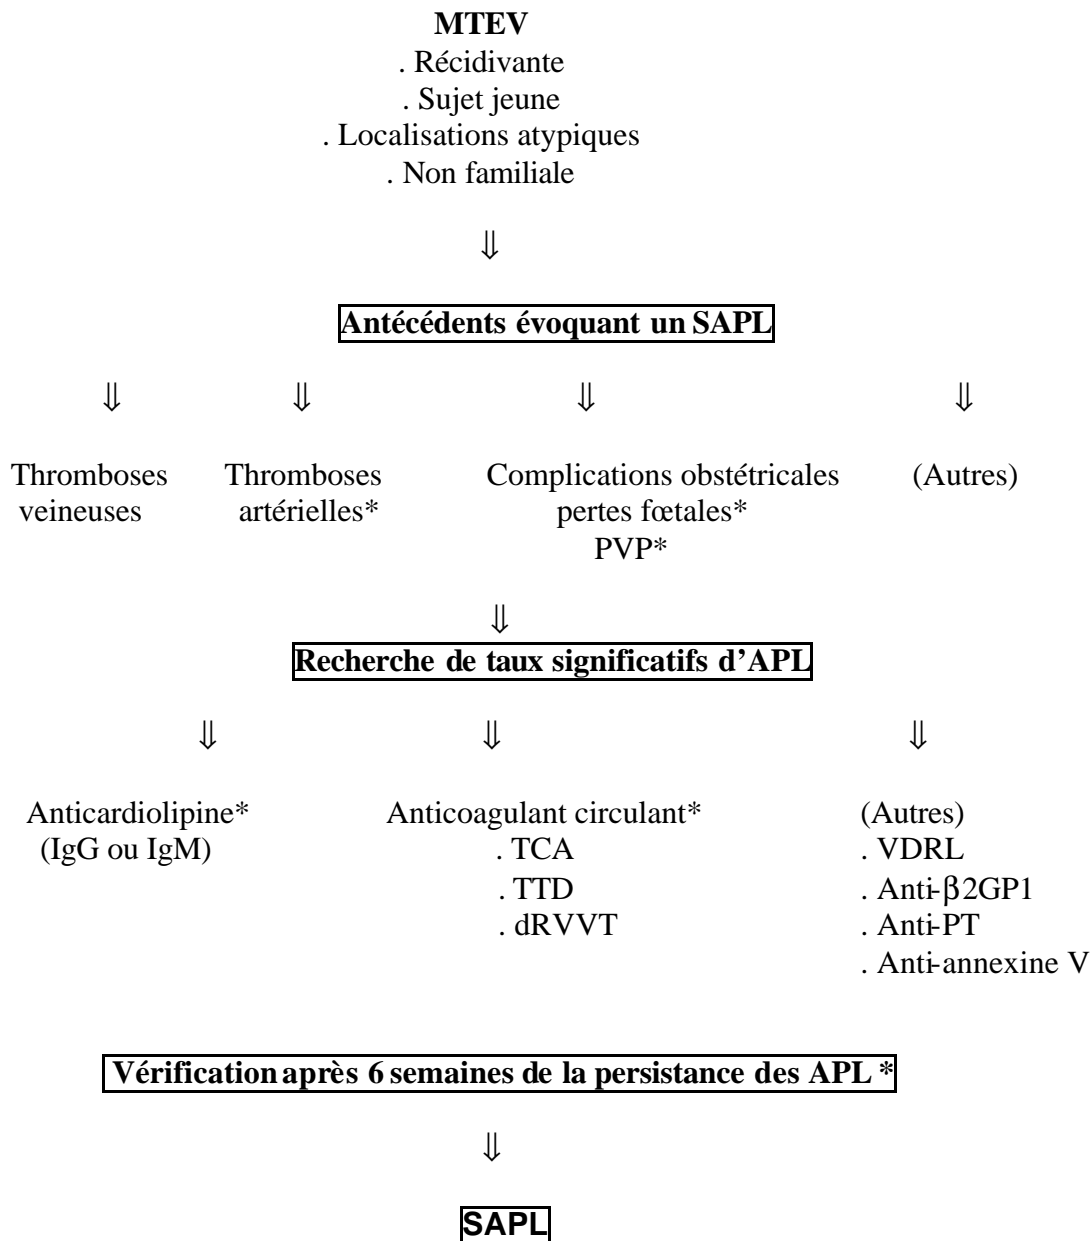 MTEV
. Récidivante
. Sujet jeune
. Localisations atypiques
. Non familiale
⇓
Antécédents évoquant un SAPL
⇓ ⇓ ⇓ ⇓
Thromboses Thromboses Complications obstétricales (Autres)
veineuses artérielles* pertes fœtales*
PVP*
⇓
Recherche de taux significatifs d’APL
⇓ ⇓ ⇓
Anticardiolipine* Anticoagulant circulant* (Autres)
(IgG ou IgM) . TCA . VDRL
. TTD . Anti-β2GP1
. dRVVT . Anti-PT
. Anti-annexine V
Vérification après 6 semaines de la persistance des APL *
⇓
SAPL